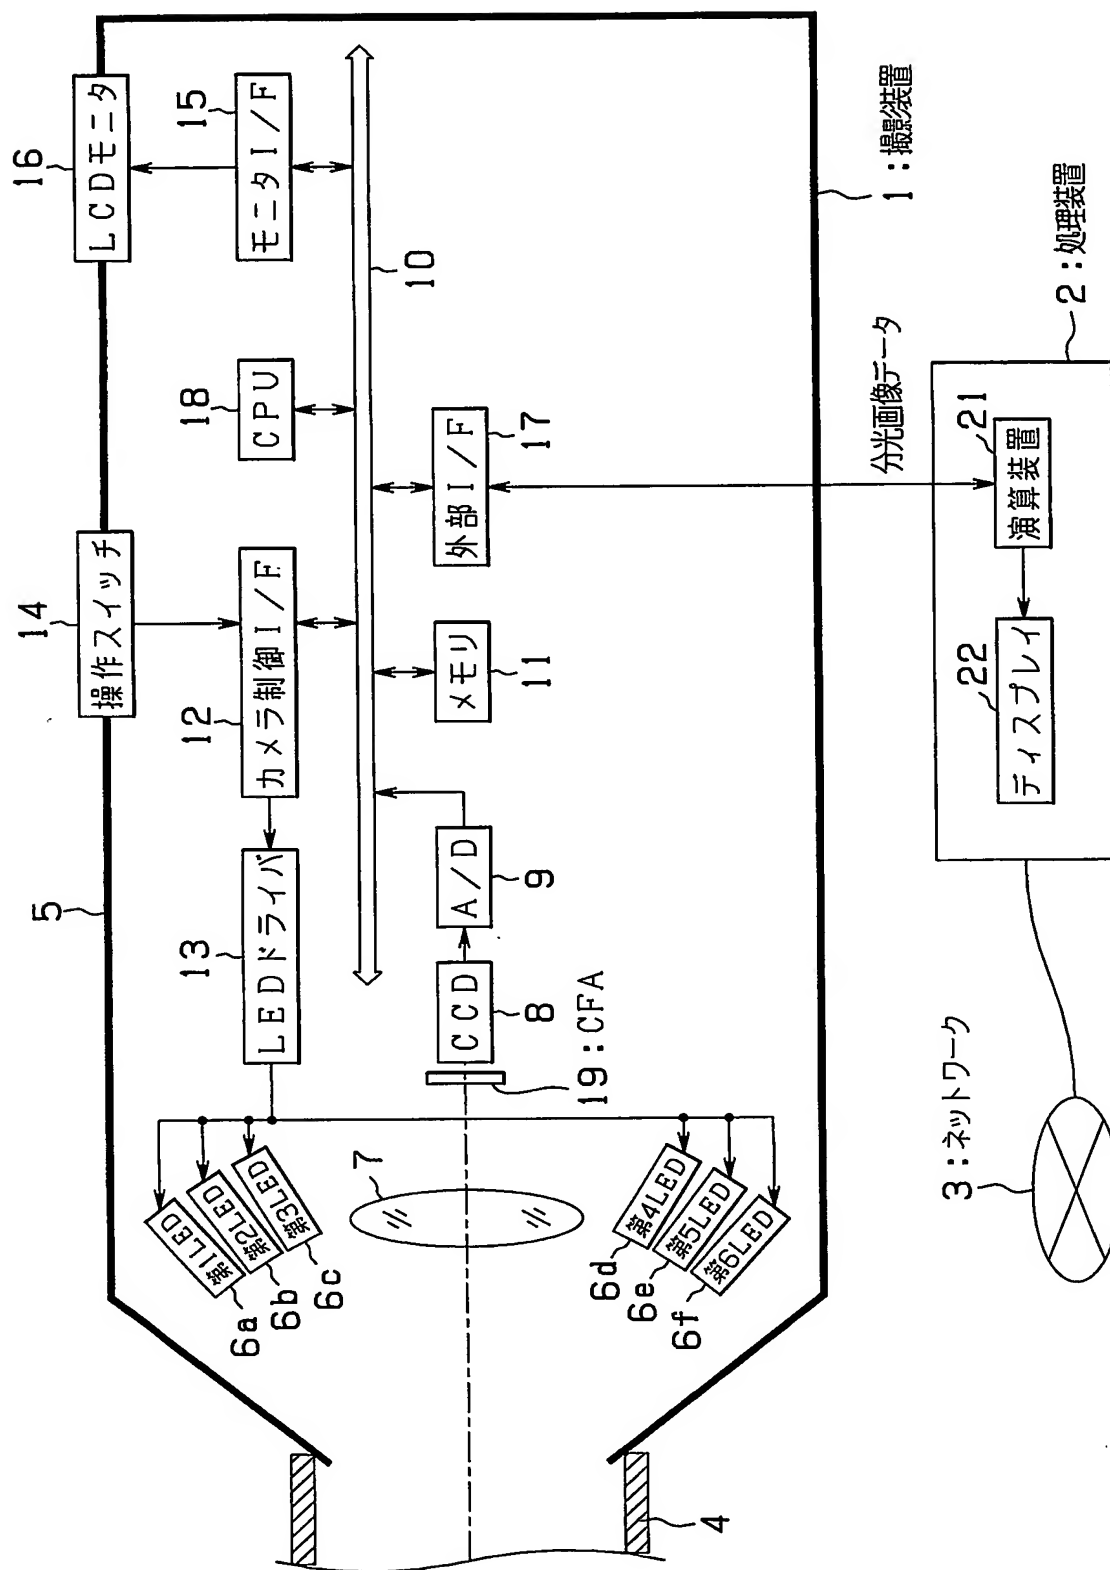 16
LCDモニタ
15
モニタI/F
10
18
CPU
14
操作スイッチ
12
カメラ制御I/F
17
外部I/F
11
メモリ
5
13
LEDドライバ
9
A/D
8
CCD
19:CFA
7
第1LED
第2LED
第3LED
6a
6b
6c
第4LED
第5LED
第6LED
6d
6e
6f
4
1:撮影装置
分光画像データ
2:処理装置
21
演算装置
22
ディスプレイ
3:ネットワーク